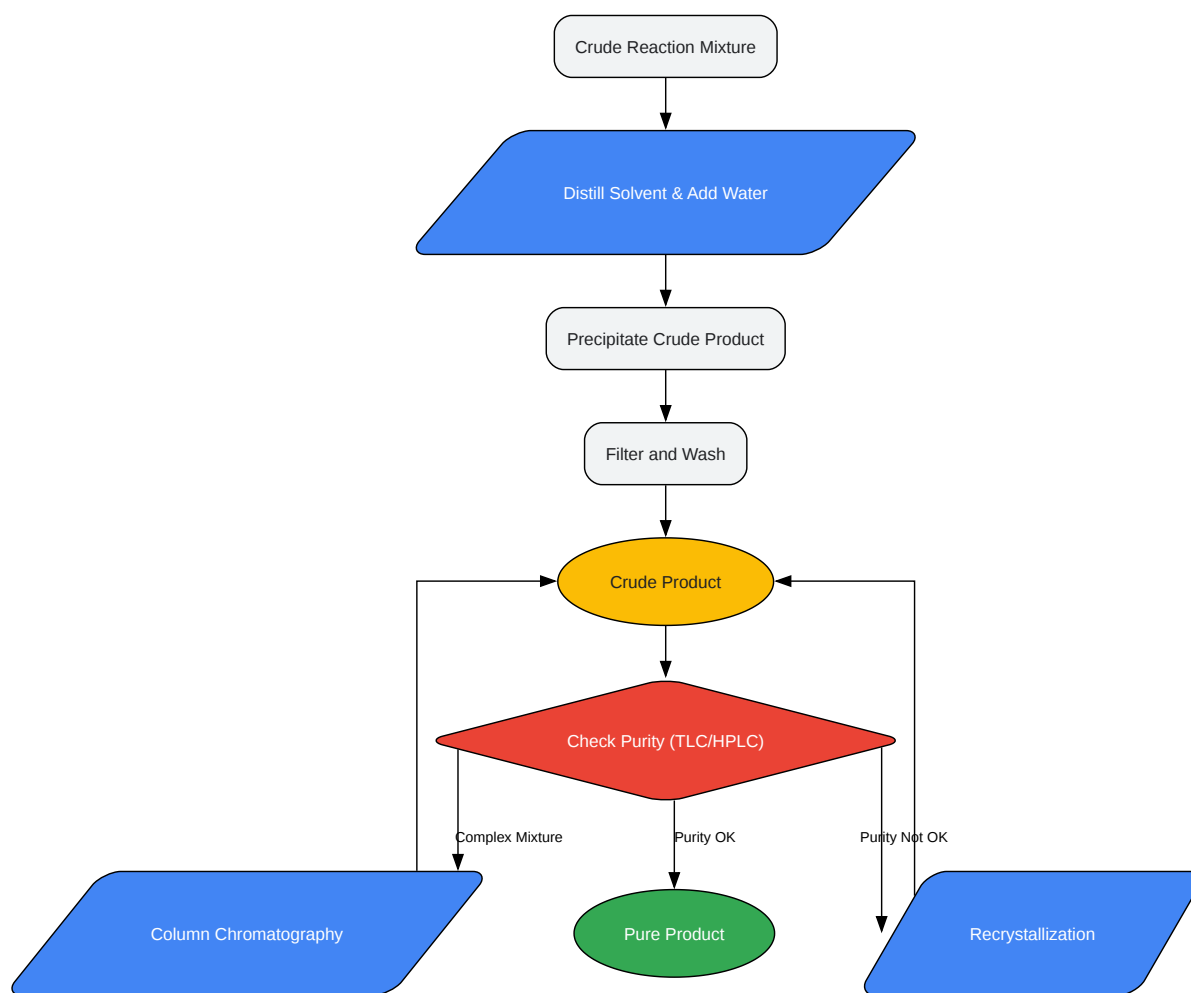 Crude Reaction Mixture
Distill Solvent & Add Water
Precipitate Crude Product
Filter and Wash
Crude Product
Check Purity (TLC/HPLC)
Complex Mixture
Purity OK
Purity Not OK
Column Chromatography
Pure Product
Recrystallization